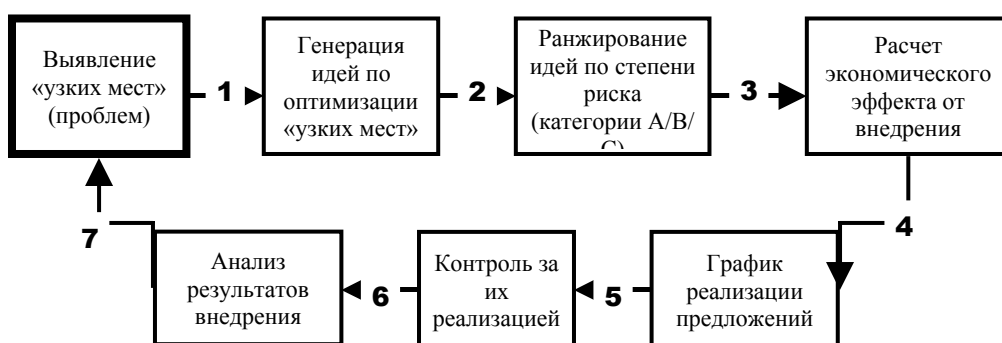 Выявление
«узких мест»
(проблем)
1
Генерация
идей по
оптимизации
«узких мест»
2
Ранжирование
идей по степени
риска
(категории А/В/
С)
3
Расчет
экономического
эффекта от
внедрения
4
График
реализации
предложений
5
Контроль за
их
реализацией
6
Анализ
результатов
внедрения
7